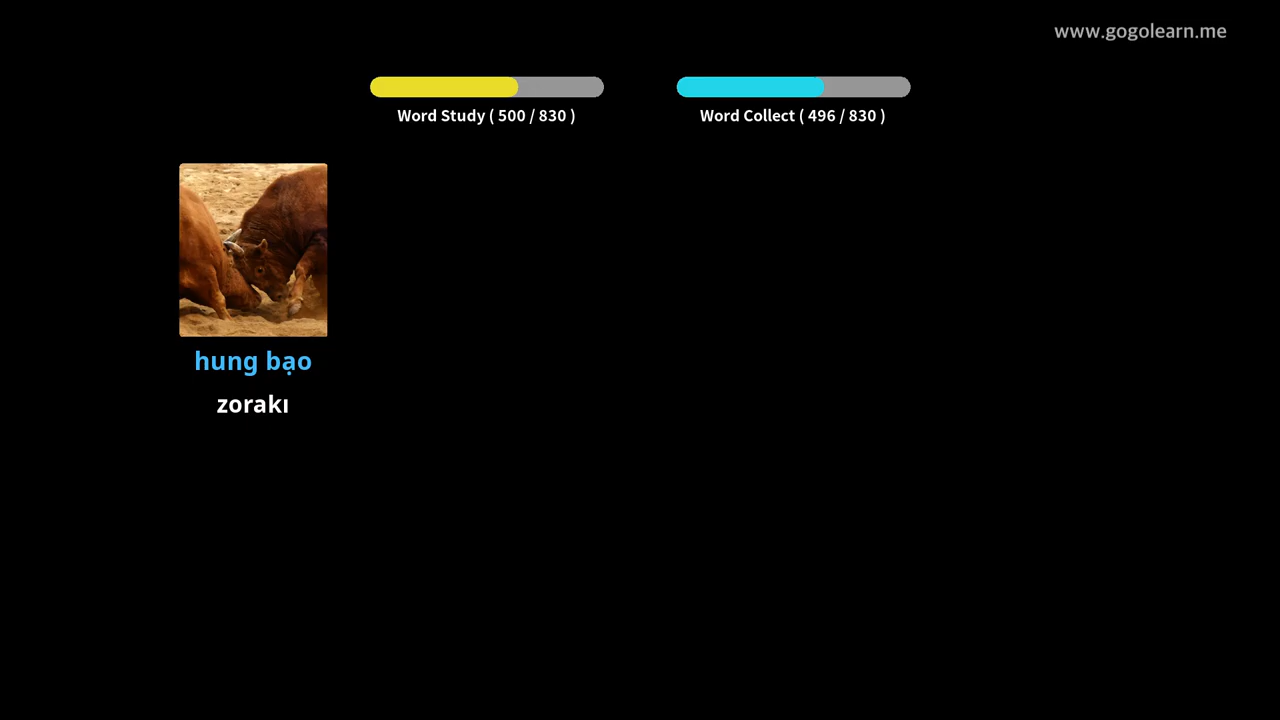 www.gogolearn.me
Word Study ( 500 / 830 )
Word Collect ( 496 / 830 )
hung bạo
zorakı